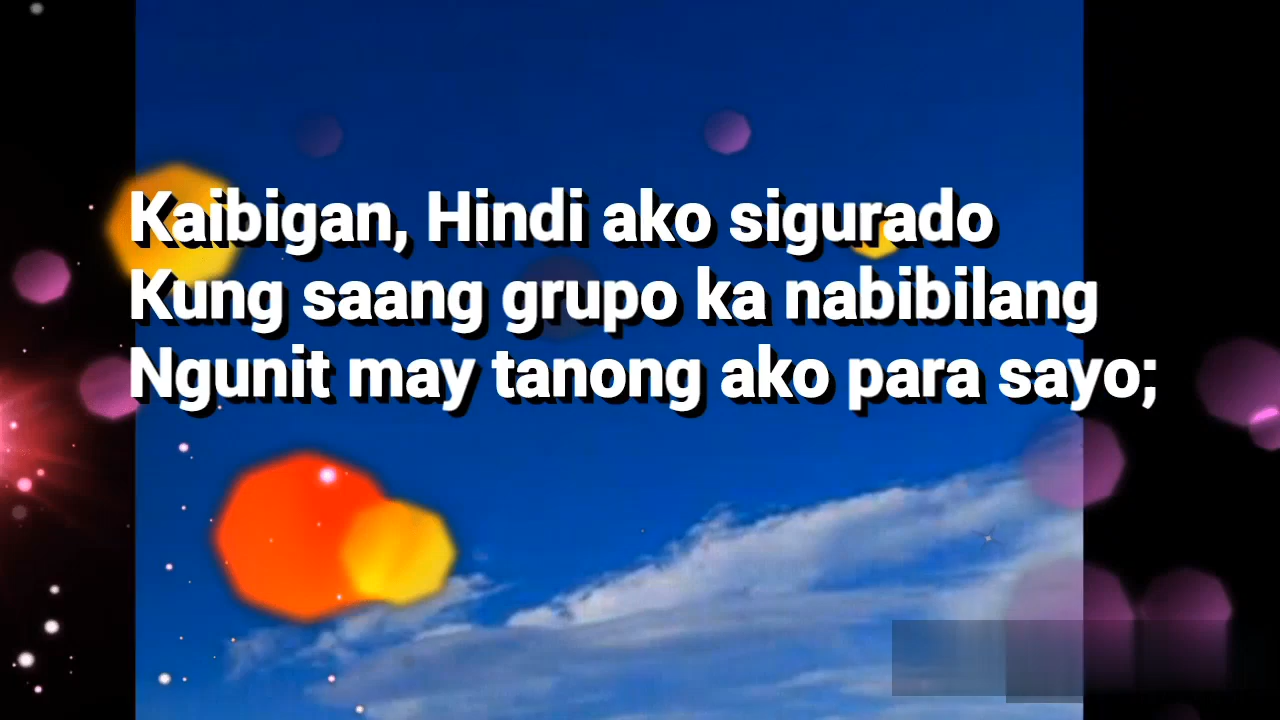 Kaibigan, Hindi ako sigurado
Kung saang grupo ka nabibilang
Ngunit may tanong ako para sayo;